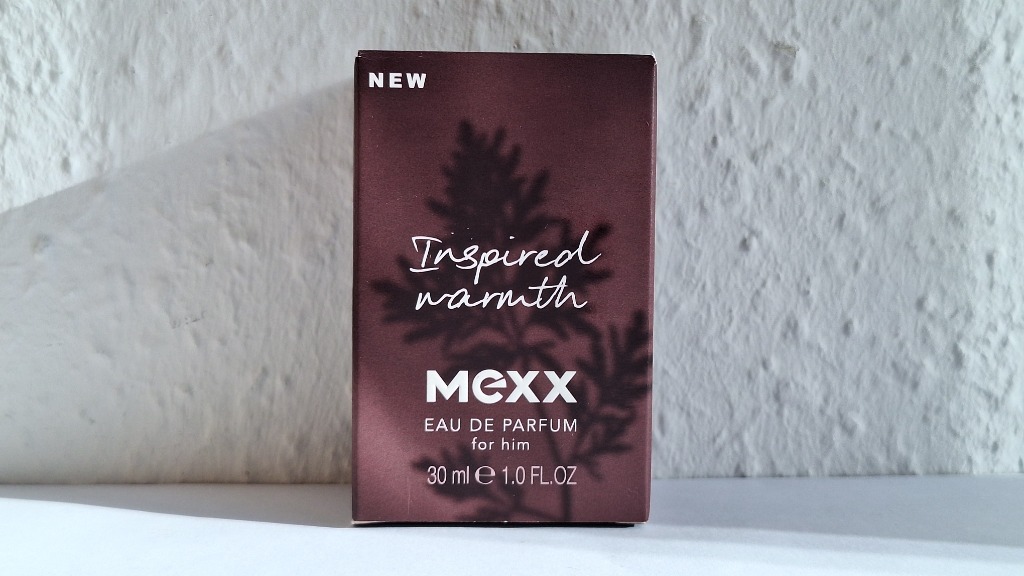 NEW
Inspired
warmth
mexx
EAU DE PARFUM
for him
30 ml ℮ 1.0 FL.OZ